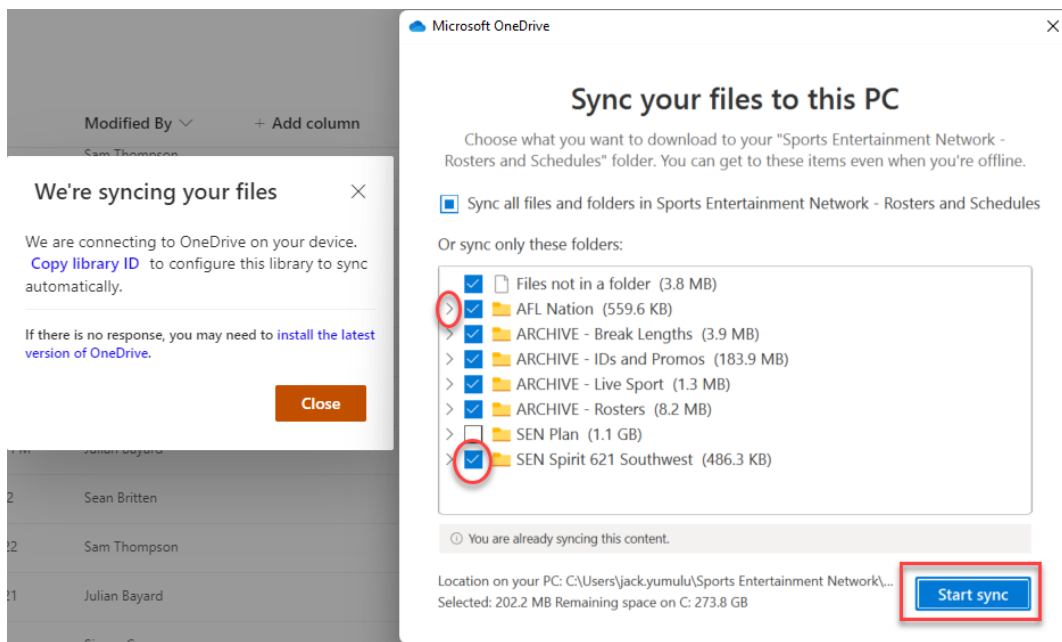 Modified By
+ Add column
Sam Thompson
We're syncing your files
We are connecting to OneDrive on your device.
Copy library ID to configure this library to sync
automatically.
If there is no response, you may need to install the latest
version of OneDrive.
Close
Julian Bayard
2 Sean Britten
22 Sam Thompson
21 Julian Bayard
Microsoft OneDrive
Sync your files to this PC
Choose what you want to download to your "Sports Entertainment Network -
Rosters and Schedules" folder. You can get to these items even when you're offline.
Sync all files and folders in Sports Entertainment Network - Rosters and Schedules
Or sync only these folders:
Files not in a folder (3.8 MB)
AFL Nation (559.6 KB)
ARCHIVE - Break Lengths (3.9 MB)
ARCHIVE - IDs and Promos (183.9 MB)
ARCHIVE - Live Sport (1.3 MB)
ARCHIVE - Rosters (8.2 MB)
SEN Plan (1.1 GB)
SEN Spirit 621 Southwest (486.3 KB)
You are already syncing this content.
Location on your PC: C:\Users\jack.yumulu\Sports Entertainment Network\...
Selected: 202.2 MB Remaining space on C: 273.8 GB
Start sync